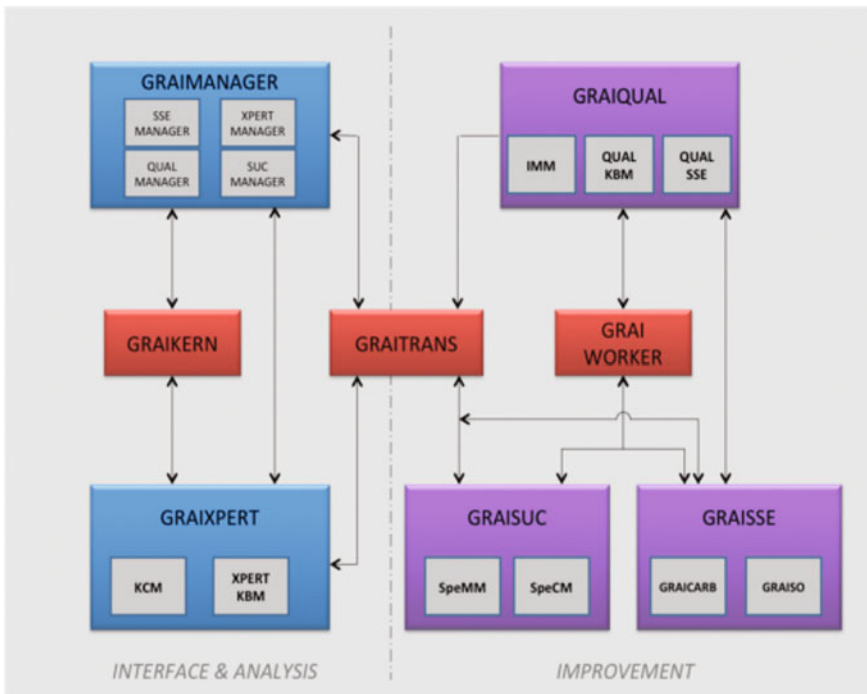 GRAIMANAGER
SSE
MANAGER
XPERT
MANAGER
QUAL
MANAGER
SUC
MANAGER
GRAIQUAL
IMM
QUAL
KBM
QUAL
SSE
GRAIKERN
GRAITRANS
GRAI
WORKER
GRAIXPERT
KCM
XPERT
KBM
GRAISUC
SpeMM
SpeCM
GRAISSE
GRAICARB
GRAISO
INTERFACE & ANALYSIS
IMPROVEMENT